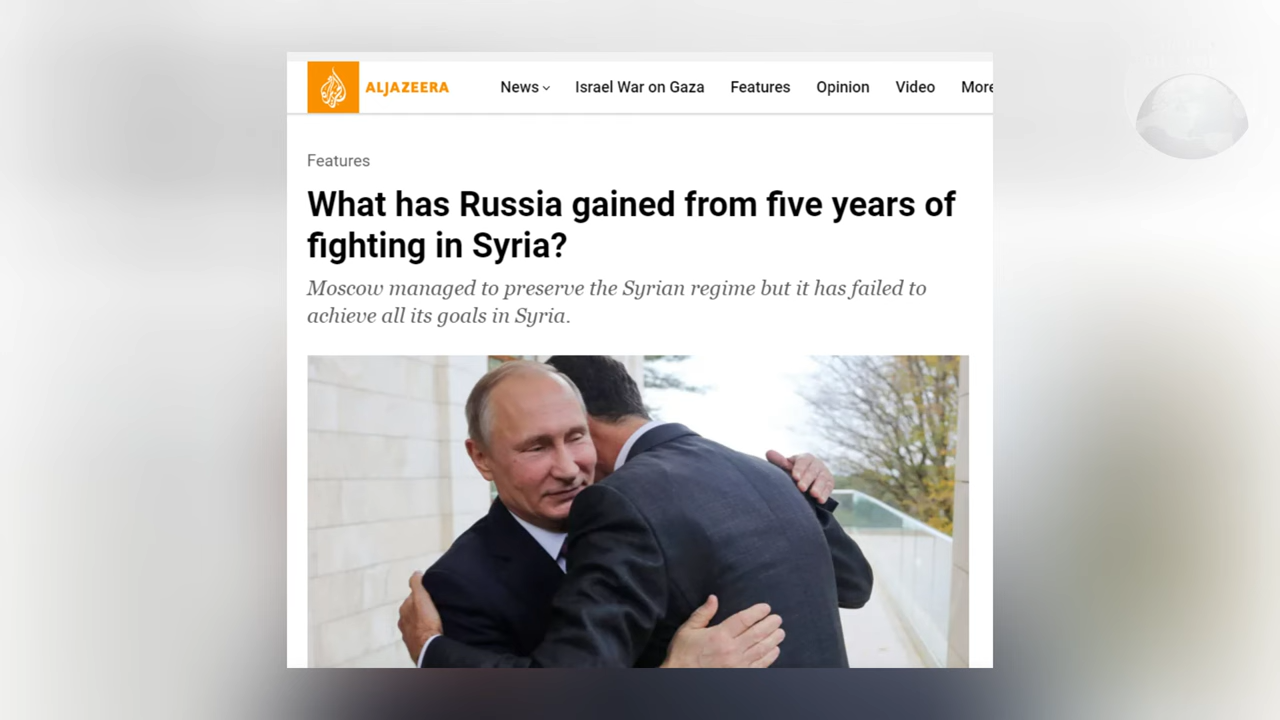 ALJAZEERA News Israel War on Gaza Features Opinion Video More
Features
What has Russia gained from five years of
fighting in Syria?
Moscow managed to preserve the Syrian regime but it has failed to
achieve all its goals in Syria.